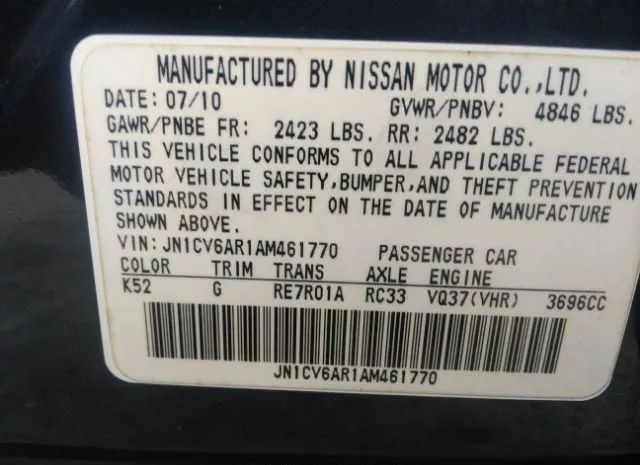 MANUFACTURED BY NISSAN MOTOR CO.,LTD.
DATE: 07/10 GVWR/PNBV: 4846 LBS.
GAWR/PNBE FR: 2423 LBS. RR: 2482 LBS.
THIS VEHICLE CONFORMS TO ALL APPLICABLE FEDERAL
MOTOR VEHICLE SAFETY,BUMPER,AND THEFT PREVENTION
STANDARDS IN EFFECT ON THE DATE OF MANUFACTURE
SHOWN ABOVE.
VIN: JN1CV6AR1AM461770 PASSENGER CAR
COLOR TRIM TRANS AXLE ENGINE
K52 G RE7R01A RC33 VQ37(VHR) 3696CC
JN1CV6AR1AM461770